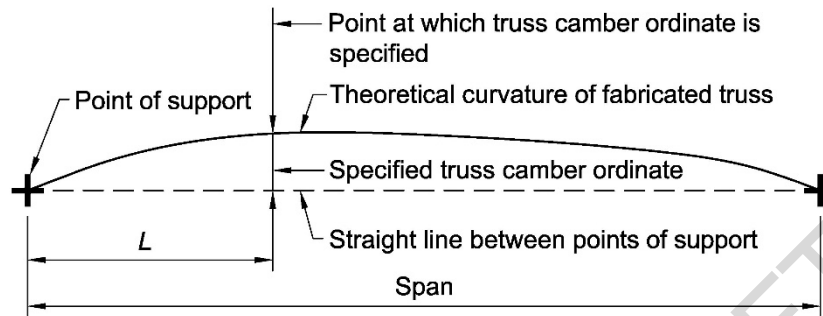 Point at which truss camber ordinate is
specified
Point of support
Theoretical curvature of fabricated truss
Specified truss camber ordinate
Straight line between points of support
L
Span